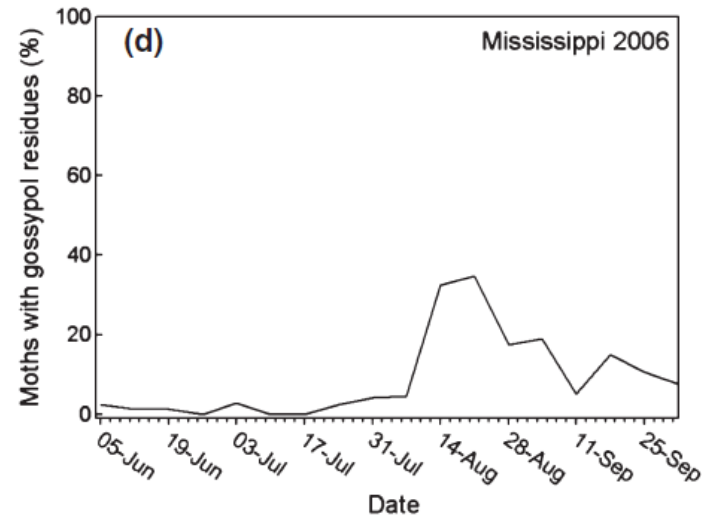 (d)
Mississippi 2006
Moths with gossypol residues (%)
100
80
60
40
20
0
05-Jun
19-Jun
03-Jul
17-Jul
31-Jul
14-Aug
28-Aug
11-Sep
25-Sep
Date